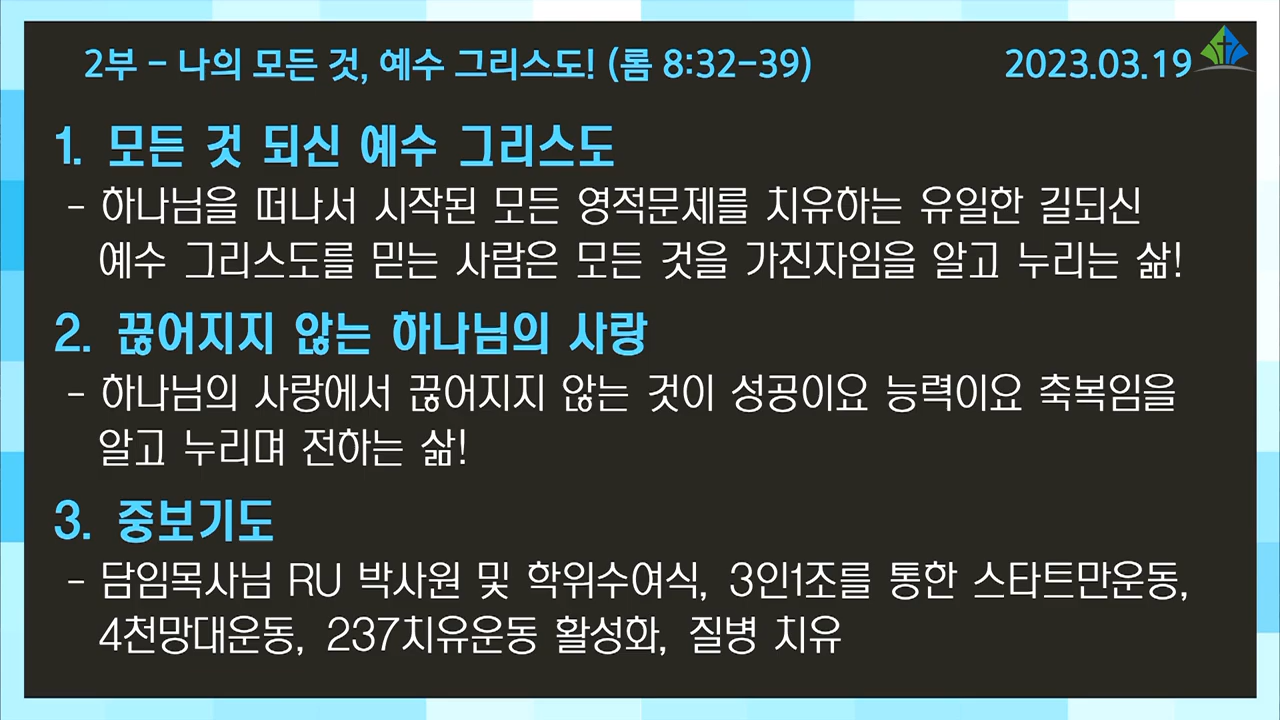 2부 - 나의 모든 것, 예수 그리스도! (롬 8:32-39) 2023.03.19
1. 모든 것 되신 예수 그리스도
- 하나님을 떠나서 시작된 모든 영적문제를 치유하는 유일한 길되신
예수 그리스도를 믿는 사람은 모든 것을 가진자임을 알고 누리는 삶!
2. 끊어지지 않는 하나님의 사랑
- 하나님의 사랑에서 끊어지지 않는 것이 성공이요 능력이요 축복임을
알고 누리며 전하는 삶!
3. 중보기도
- 담임목사님 RU 박사원 및 학위수여식, 3인1조를 통한 스타트만운동,
4천망대운동, 237치유운동 활성화, 질병 치유